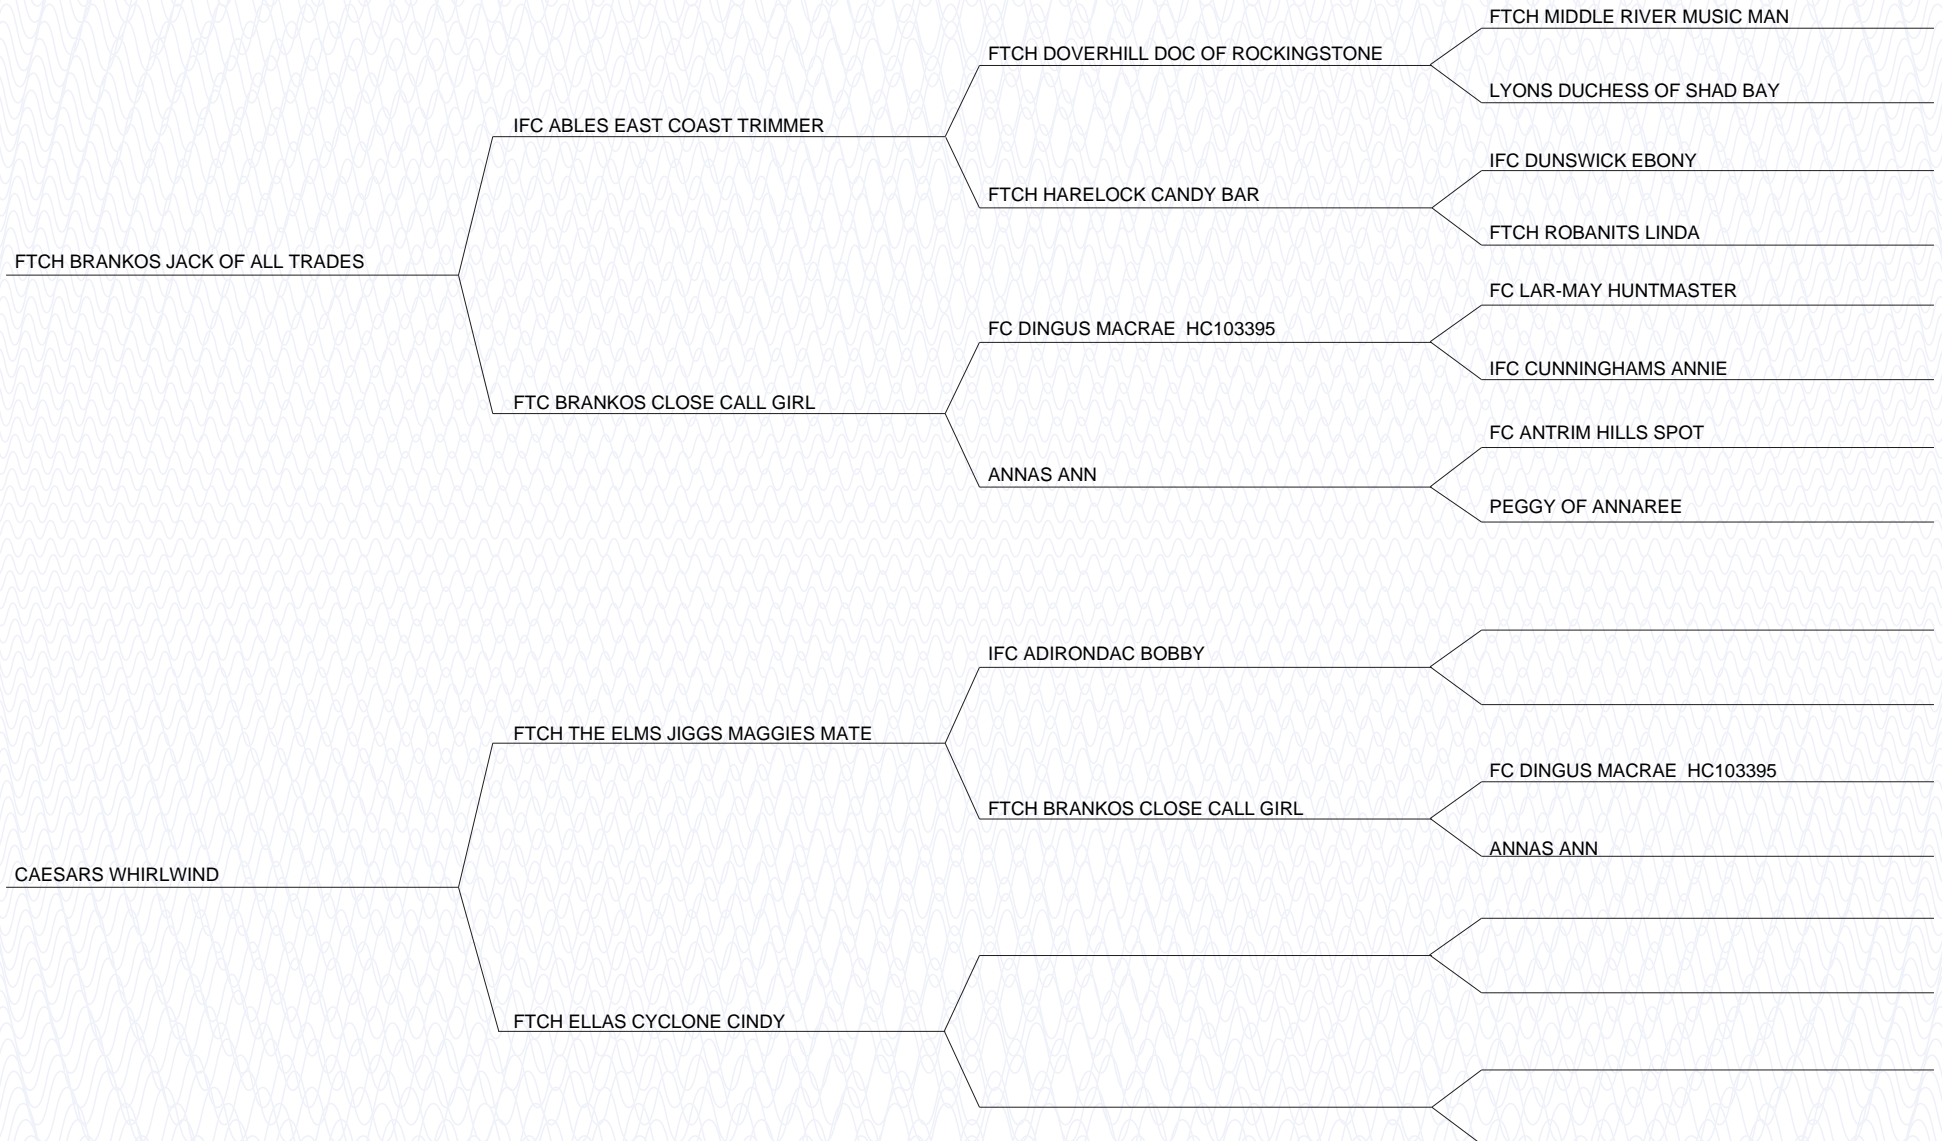 FTCH MIDDLE RIVER MUSIC MAN
FTCH DOVERHILL DOC OF ROCKINGSTONE
LYONS DUCHESS OF SHAD BAY
IFC ABLES EAST COAST TRIMMER
IFC DUNSWICK EBONY
FTCH HARELOCK CANDY BAR
FTCH ROBANITS LINDA
FTCH BRANKOS JACK OF ALL TRADES
FC LAR-MAY HUNTMASTER
FC DINGUS MACRAE  HC103395
IFC CUNNINGHAMS ANNIE
FTC BRANKOS CLOSE CALL GIRL
FC ANTRIM HILLS SPOT
ANNAS ANN
PEGGY OF ANNAREE
IFC ADIRONDAC BOBBY
FTCH THE ELMS JIGGS MAGGIES MATE
FC DINGUS MACRAE  HC103395
FTCH BRANKOS CLOSE CALL GIRL
ANNAS ANN
CAESARS WHIRLWIND
FTCH ELLAS CYCLONE CINDY